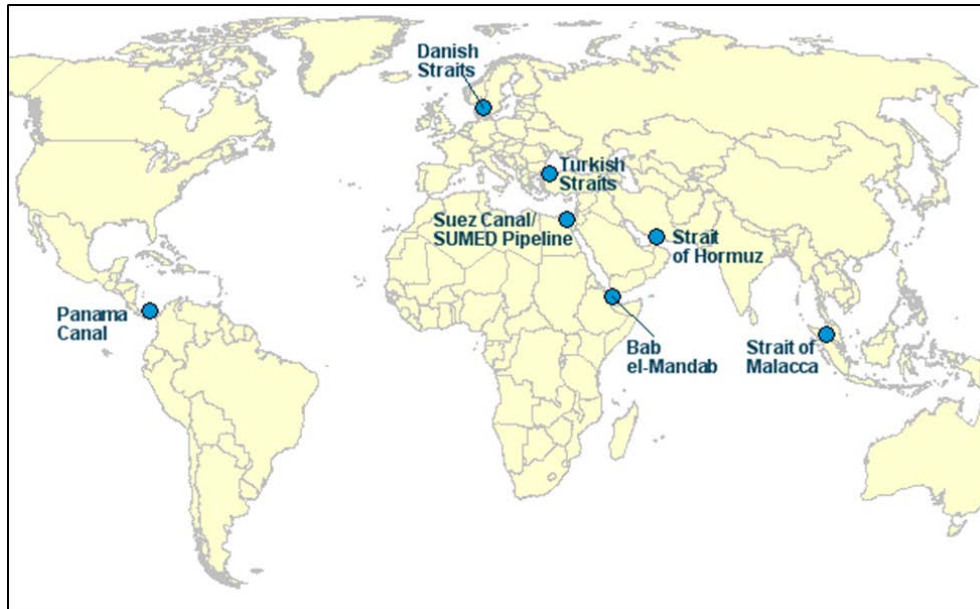 Danish
Straits
Turkish
Straits
Suez Canal/
SUMED Pipeline
Strait
of Hormuz
Panama
Canal
Bab
el-Mandab
Strait of
Malacca